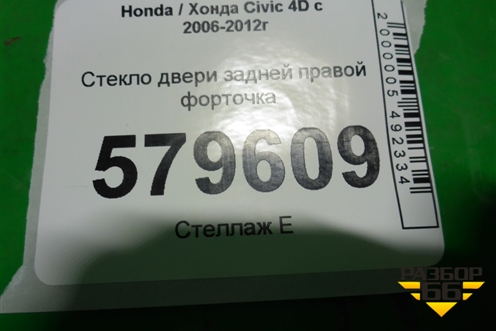 Honda / Хонда Civic 4D с
2006-2012г
Стекло двери задней правой
форточка
579609
Стеллаж Е
2000005492334
РАЗБОР
66